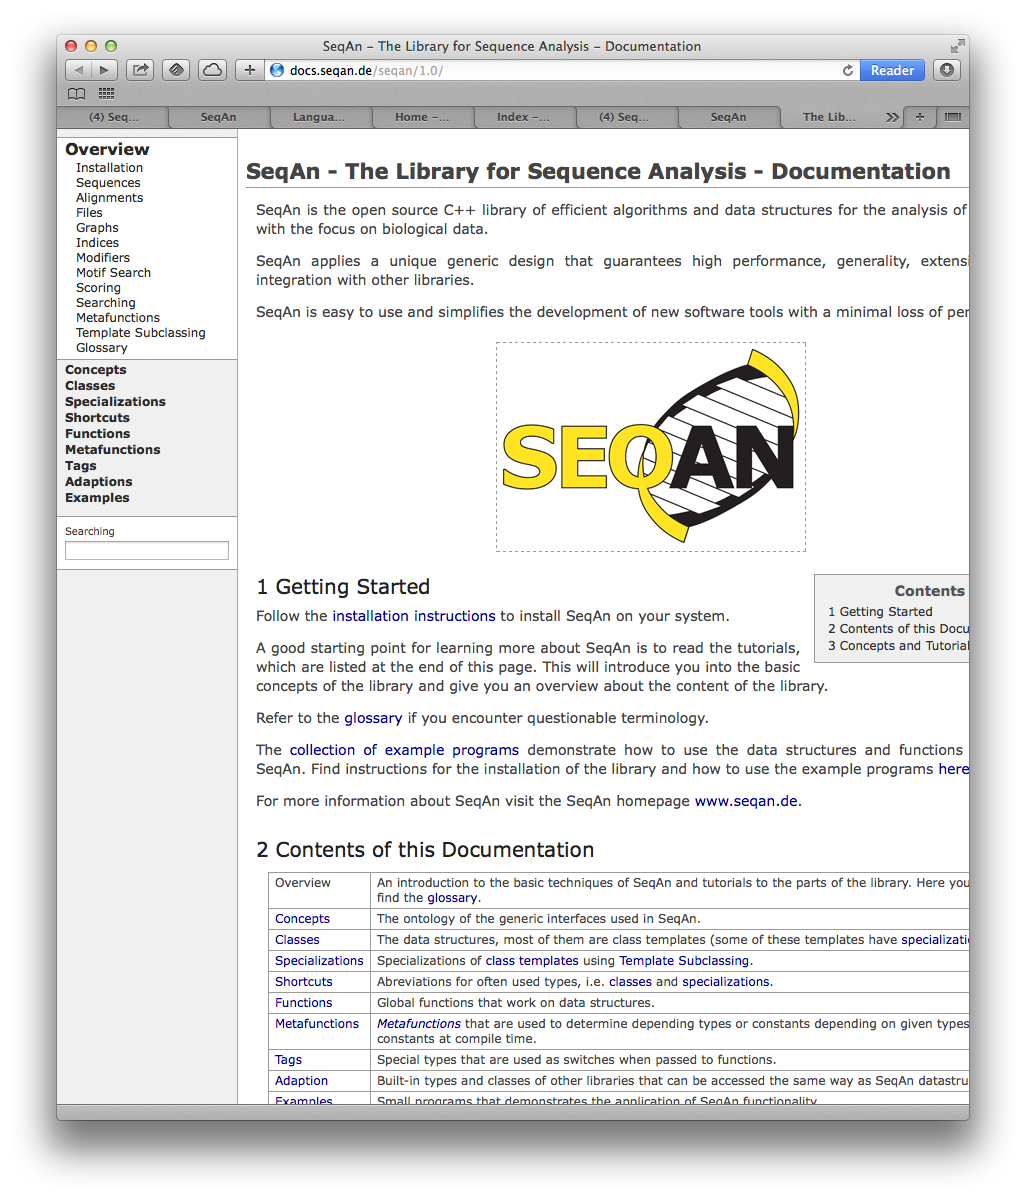 SeqAn – The Library for Sequence Analysis – Documentation
docs.seqan.de/seqan/1.0/
Reader
(4) Seq...
SeqAn
Langua...
Home –...
Index –...
(4) Seq...
SeqAn
The Lib...
Overview
Installation
Sequences
Alignments
Files
Graphs
Indices
Modifiers
Motif Search
Scoring
Searching
Metafunctions
Template Subclassing
Glossary
Concepts
Classes
Specializations
Shortcuts
Functions
Metafunctions
Tags
Adaptions
Examples
Searching
SeqAn - The Library for Sequence Analysis - Documentation
SeqAn is the open source C++ library of efficient algorithms and data structures for the analysis of
with the focus on biological data.
SeqAn applies a unique generic design that guarantees high performance, generality, extensi
integration with other libraries.
SeqAn is easy to use and simplifies the development of new software tools with a minimal loss of per
SEQAN
1 Getting Started
Follow the installation instructions to install SeqAn on your system.
A good starting point for learning more about SeqAn is to read the tutorials,
which are listed at the end of this page. This will introduce you into the basic
concepts of the library and give you an overview about the content of the library.
Refer to the glossary if you encounter questionable terminology.
The collection of example programs demonstrate how to use the data structures and functions
SeqAn. Find instructions for the installation of the library and how to use the example programs here
For more information about SeqAn visit the SeqAn homepage www.seqan.de.
Contents
1 Getting Started
2 Contents of this Docu
3 Concepts and Tutorial
2 Contents of this Documentation
Overview An introduction to the basic techniques of SeqAn and tutorials to the parts of the library. Here you
find the glossary.
Concepts The ontology of the generic interfaces used in SeqAn.
Classes The data structures, most of them are class templates (some of these templates have specializati
Specializations Specializations of class templates using Template Subclassing.
Shortcuts Abreviations for often used types, i.e. classes and specializations.
Functions Global functions that work on data structures.
Metafunctions Metafunctions that are used to determine depending types or constants depending on given types
constants at compile time.
Tags Special types that are used as switches when passed to functions.
Adaption Built-in types and classes of other libraries that can be accessed the same way as SeqAn datastru
Examples Small programs that demonstrates the application of SeqAn functionality.